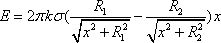 E = 2πkσ(R₁/√(x² + R₁²) − R₂/√(x² + R₂²))x